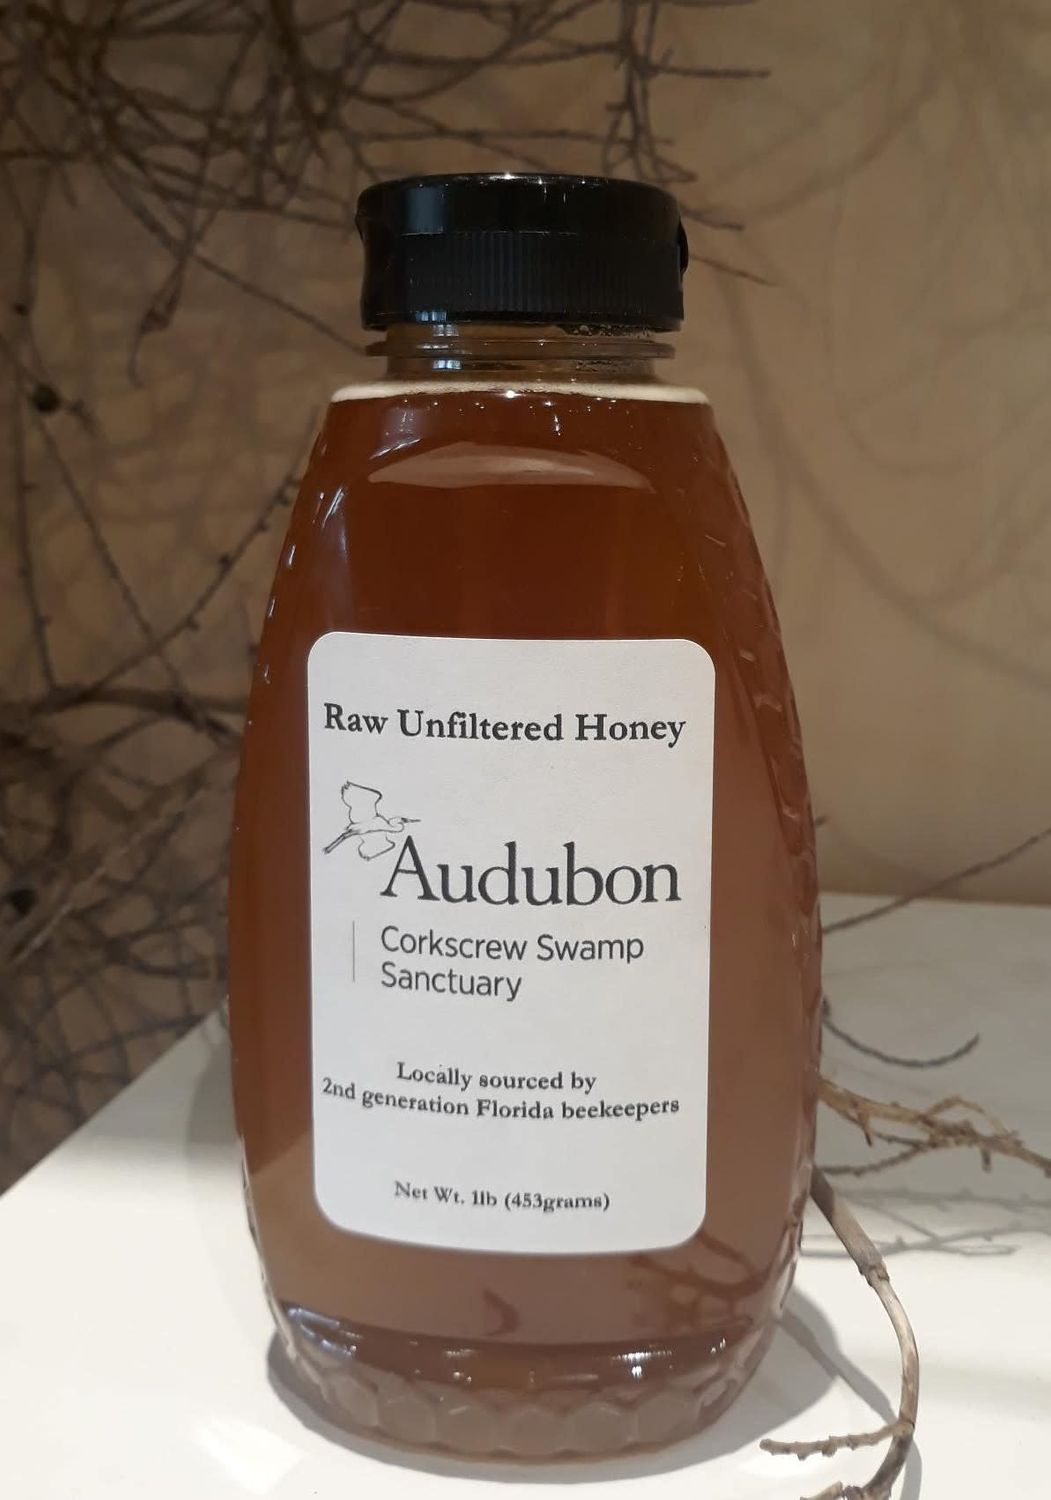 Raw Unfiltered Honey
Audubon
Corkscrew Swamp
Sanctuary
Locally sourced by
2nd generation Florida beekeepers
Net Wt. 1lb (453grams)